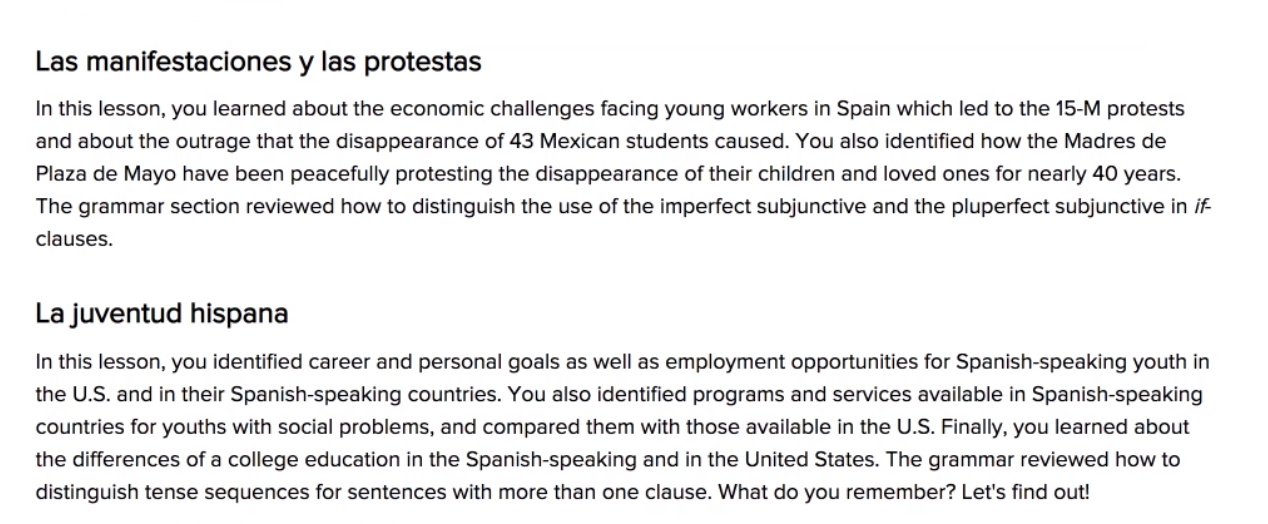 Las manifestaciones y las protestas
In this lesson, you learned about the economic challenges facing young workers in Spain which led to the 15-M protests
and about the outrage that the disappearance of 43 Mexican students caused. You also identified how the Madres de
Plaza de Mayo have been peacefully protesting the disappearance of their children and loved ones for nearly 40 years.
The grammar section reviewed how to distinguish the use of the imperfect subjunctive and the pluperfect subjunctive in if-
clauses.
La juventud hispana
In this lesson, you identified career and personal goals as well as employment opportunities for Spanish-speaking youth in
the U.S. and in their Spanish-speaking countries. You also identified programs and services available in Spanish-speaking
countries for youths with social problems, and compared them with those available in the U.S. Finally, you learned about
the differences of a college education in the Spanish-speaking and in the United States. The grammar reviewed how to
distinguish tense sequences for sentences with more than one clause. What do you remember? Let's find out!